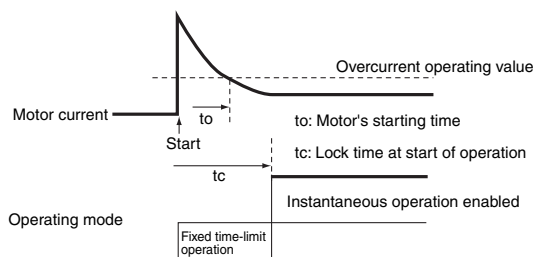 Overcurrent operating value
Motor current
to
to: Motor's starting time
Start
tc: Lock time at start of operation
tc
Instantaneous operation enabled
Operating mode
Fixed time-limit
operation